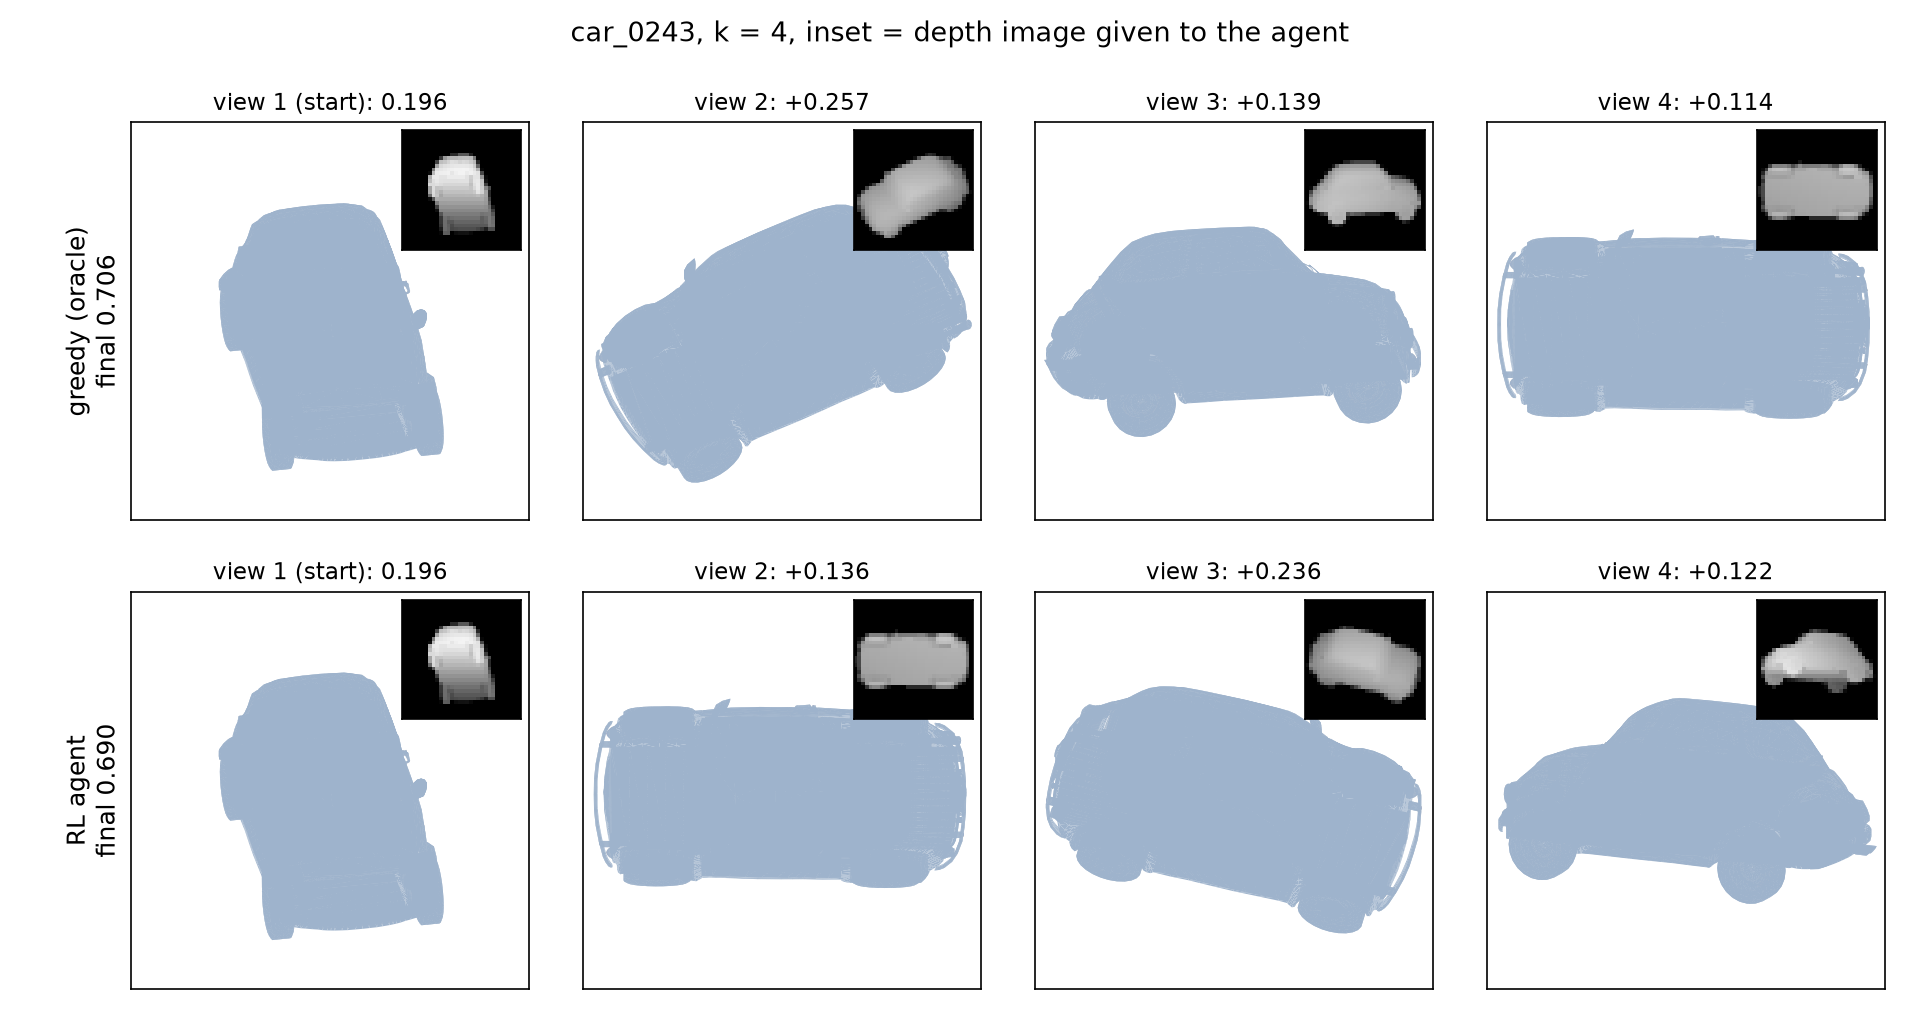 car_0243, k = 4, inset = depth image given to the agent
view 1 (start): 0.196
view 2: +0.257
view 3: +0.139
view 4: +0.114
greedy (oracle)
final 0.706
view 1 (start): 0.196
view 2: +0.136
view 3: +0.236
view 4: +0.122
RL agent
final 0.690